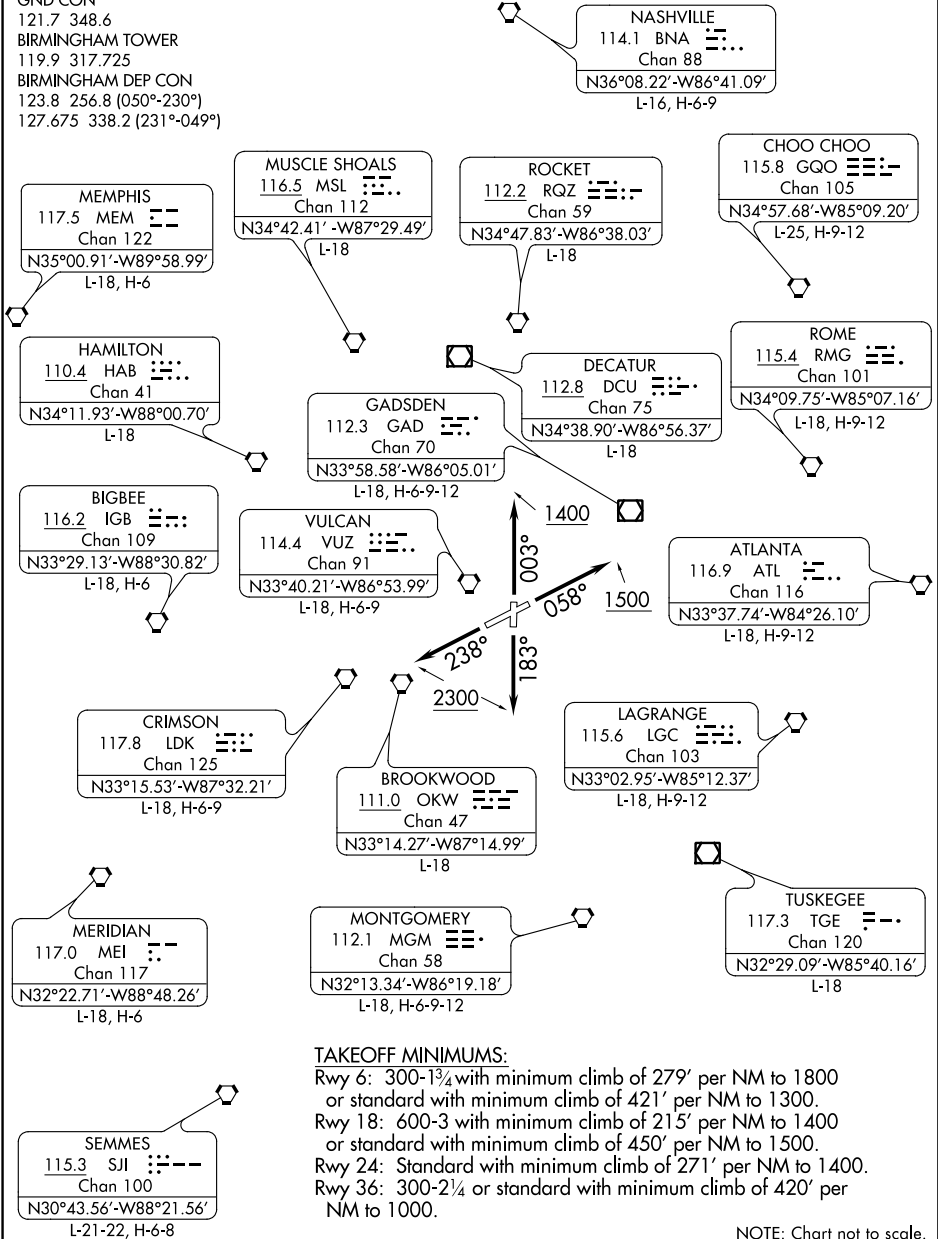 GND CON
121.7 348.6
BIRMINGHAM TOWER
119.9 317.725
BIRMINGHAM DEP CON
123.8 256.8 (050°-230°)
127.675 338.2 (231°-049°)
NASHVILLE
114.1 BNA
Chan 88
N36°08.22′-W86°41.09′
L-16, H-6-9
MEMPHIS
117.5 MEM
Chan 122
N35°00.91′-W89°58.99′
L-18, H-6
MUSCLE SHOALS
116.5 MSL
Chan 112
N34°42.41′ -W87°29.49′
L-18
ROCKET
112.2 RQZ
Chan 59
N34°47.83′-W86°38.03′
L-18
CHOO CHOO
115.8 GQO
Chan 105
N34°57.68′-W85°09.20′
L-25, H-9-12
HAMILTON
110.4 HAB
Chan 41
N34°11.93′-W88°00.70′
L-18
GADSDEN
112.3 GAD
Chan 70
N33°58.58′-W86°05.01′
L-18, H-6-9-12
DECATUR
112.8 DCU
Chan 75
N34°38.90′-W86°56.37′
L-18
ROME
115.4 RMG
Chan 101
N34°09.75′-W85°07.16′
L-18, H-9-12
BIGBEE
116.2 IGB
Chan 109
N33°29.13′-W88°30.82′
L-18, H-6
VULCAN
114.4 VUZ
Chan 91
N33°40.21′-W86°53.99′
L-18, H-6-9
1400
003°
058°
1500
238°
183°
2300
ATLANTA
116.9 ATL
Chan 116
N33°37.74′-W84°26.10′
L-18, H-9-12
CRIMSON
117.8 LDK
Chan 125
N33°15.53′-W87°32.21′
L-18, H-6-9
BROOKWOOD
111.0 OKW
Chan 47
N33°14.27′-W87°14.99′
L-18
LAGRANGE
115.6 LGC
Chan 103
N33°02.95′-W85°12.37′
L-18, H-9-12
MERIDIAN
117.0 MEI
Chan 117
N32°22.71′-W88°48.26′
L-18, H-6
MONTGOMERY
112.1 MGM
Chan 58
N32°13.34′-W86°19.18′
L-18, H-6-9-12
TUSKEGEE
117.3 TGE
Chan 120
N32°29.09′-W85°40.16′
L-18
SEMMES
115.3 SJI
Chan 100
N30°43.56′-W88°21.56′
L-21-22, H-6-8
TAKEOFF MINIMUMS:
Rwy 6: 300-1¾ with minimum climb of 279′ per NM to 1800
or standard with minimum climb of 421′ per NM to 1300.
Rwy 18: 600-3 with minimum climb of 215′ per NM to 1400
or standard with minimum climb of 450′ per NM to 1500.
Rwy 24: Standard with minimum climb of 271′ per NM to 1400.
Rwy 36: 300-2¼ or standard with minimum climb of 420′ per
NM to 1000.
NOTE: Chart not to scale.